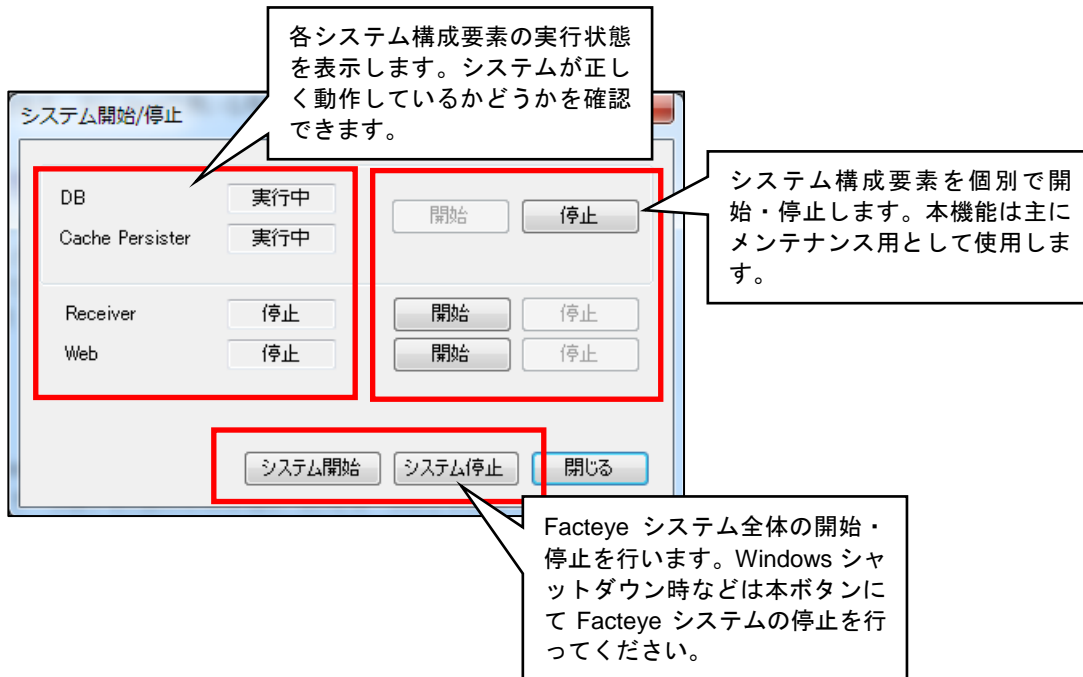 各システム構成要素の実行状態
を表示します。システムが正し
く動作しているかどうかを確認
できます。
システム開始/停止
システム構成要素を個別で開
始・停止します。本機能は主に
メンテナンス用として使用しま
す。
DB 実行中 開始 停止
Cache Persister 実行中
Receiver 停止 開始 停止
Web 停止 開始 停止
システム開始 システム停止 閉じる
Facteye システム全体の開始・
停止を行います。Windows シャ
ットダウン時などは本ボタンに
て Facteye システムの停止を行
ってください。